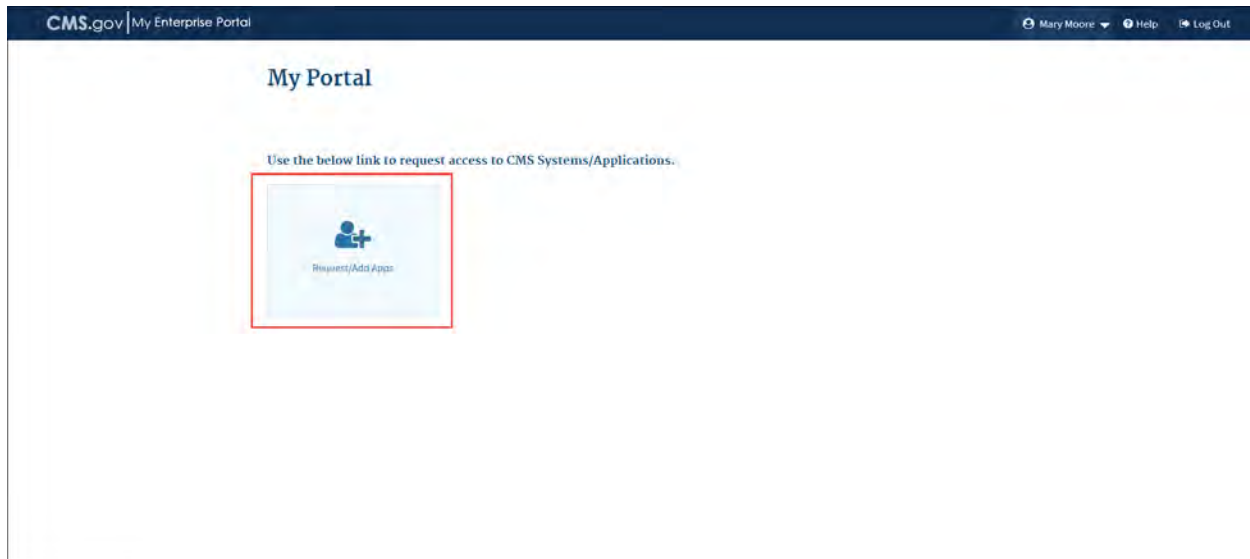 CMS.gov My Enterprise Portal
Mary Moore Help Log Out
My Portal
Use the below link to request access to CMS Systems/Applications.
Request/Add Apps